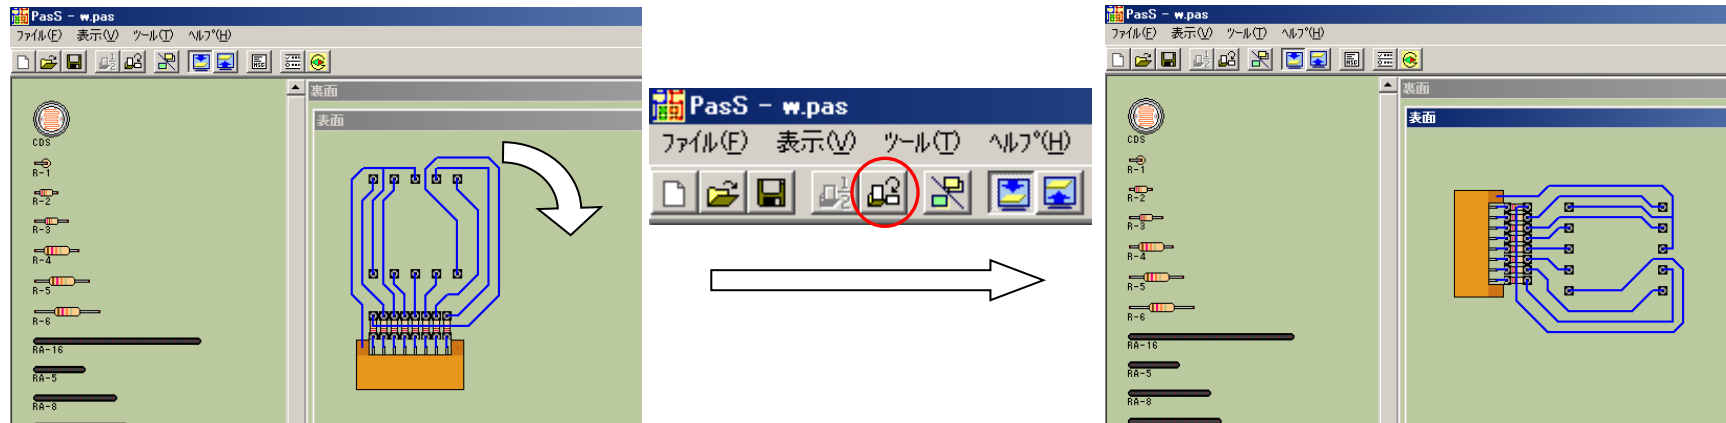 PasS - w.pas
ファイル(F) 表示(V) ツール(T) ヘルプ(H)
裏面
表面
CDS
R-1
R-2
R-3
R-4
R-5
R-6
RA-16
RA-5
RA-8
PasS - w.pas
ファイル(F) 表示(V) ツール(T) ヘルプ(H)
PasS - w.pas
ファイル(F) 表示(V) ツール(T) ヘルプ(H)
裏面
表面
CDS
R-1
R-2
R-3
R-4
R-5
R-6
RA-16
RA-5
RA-8